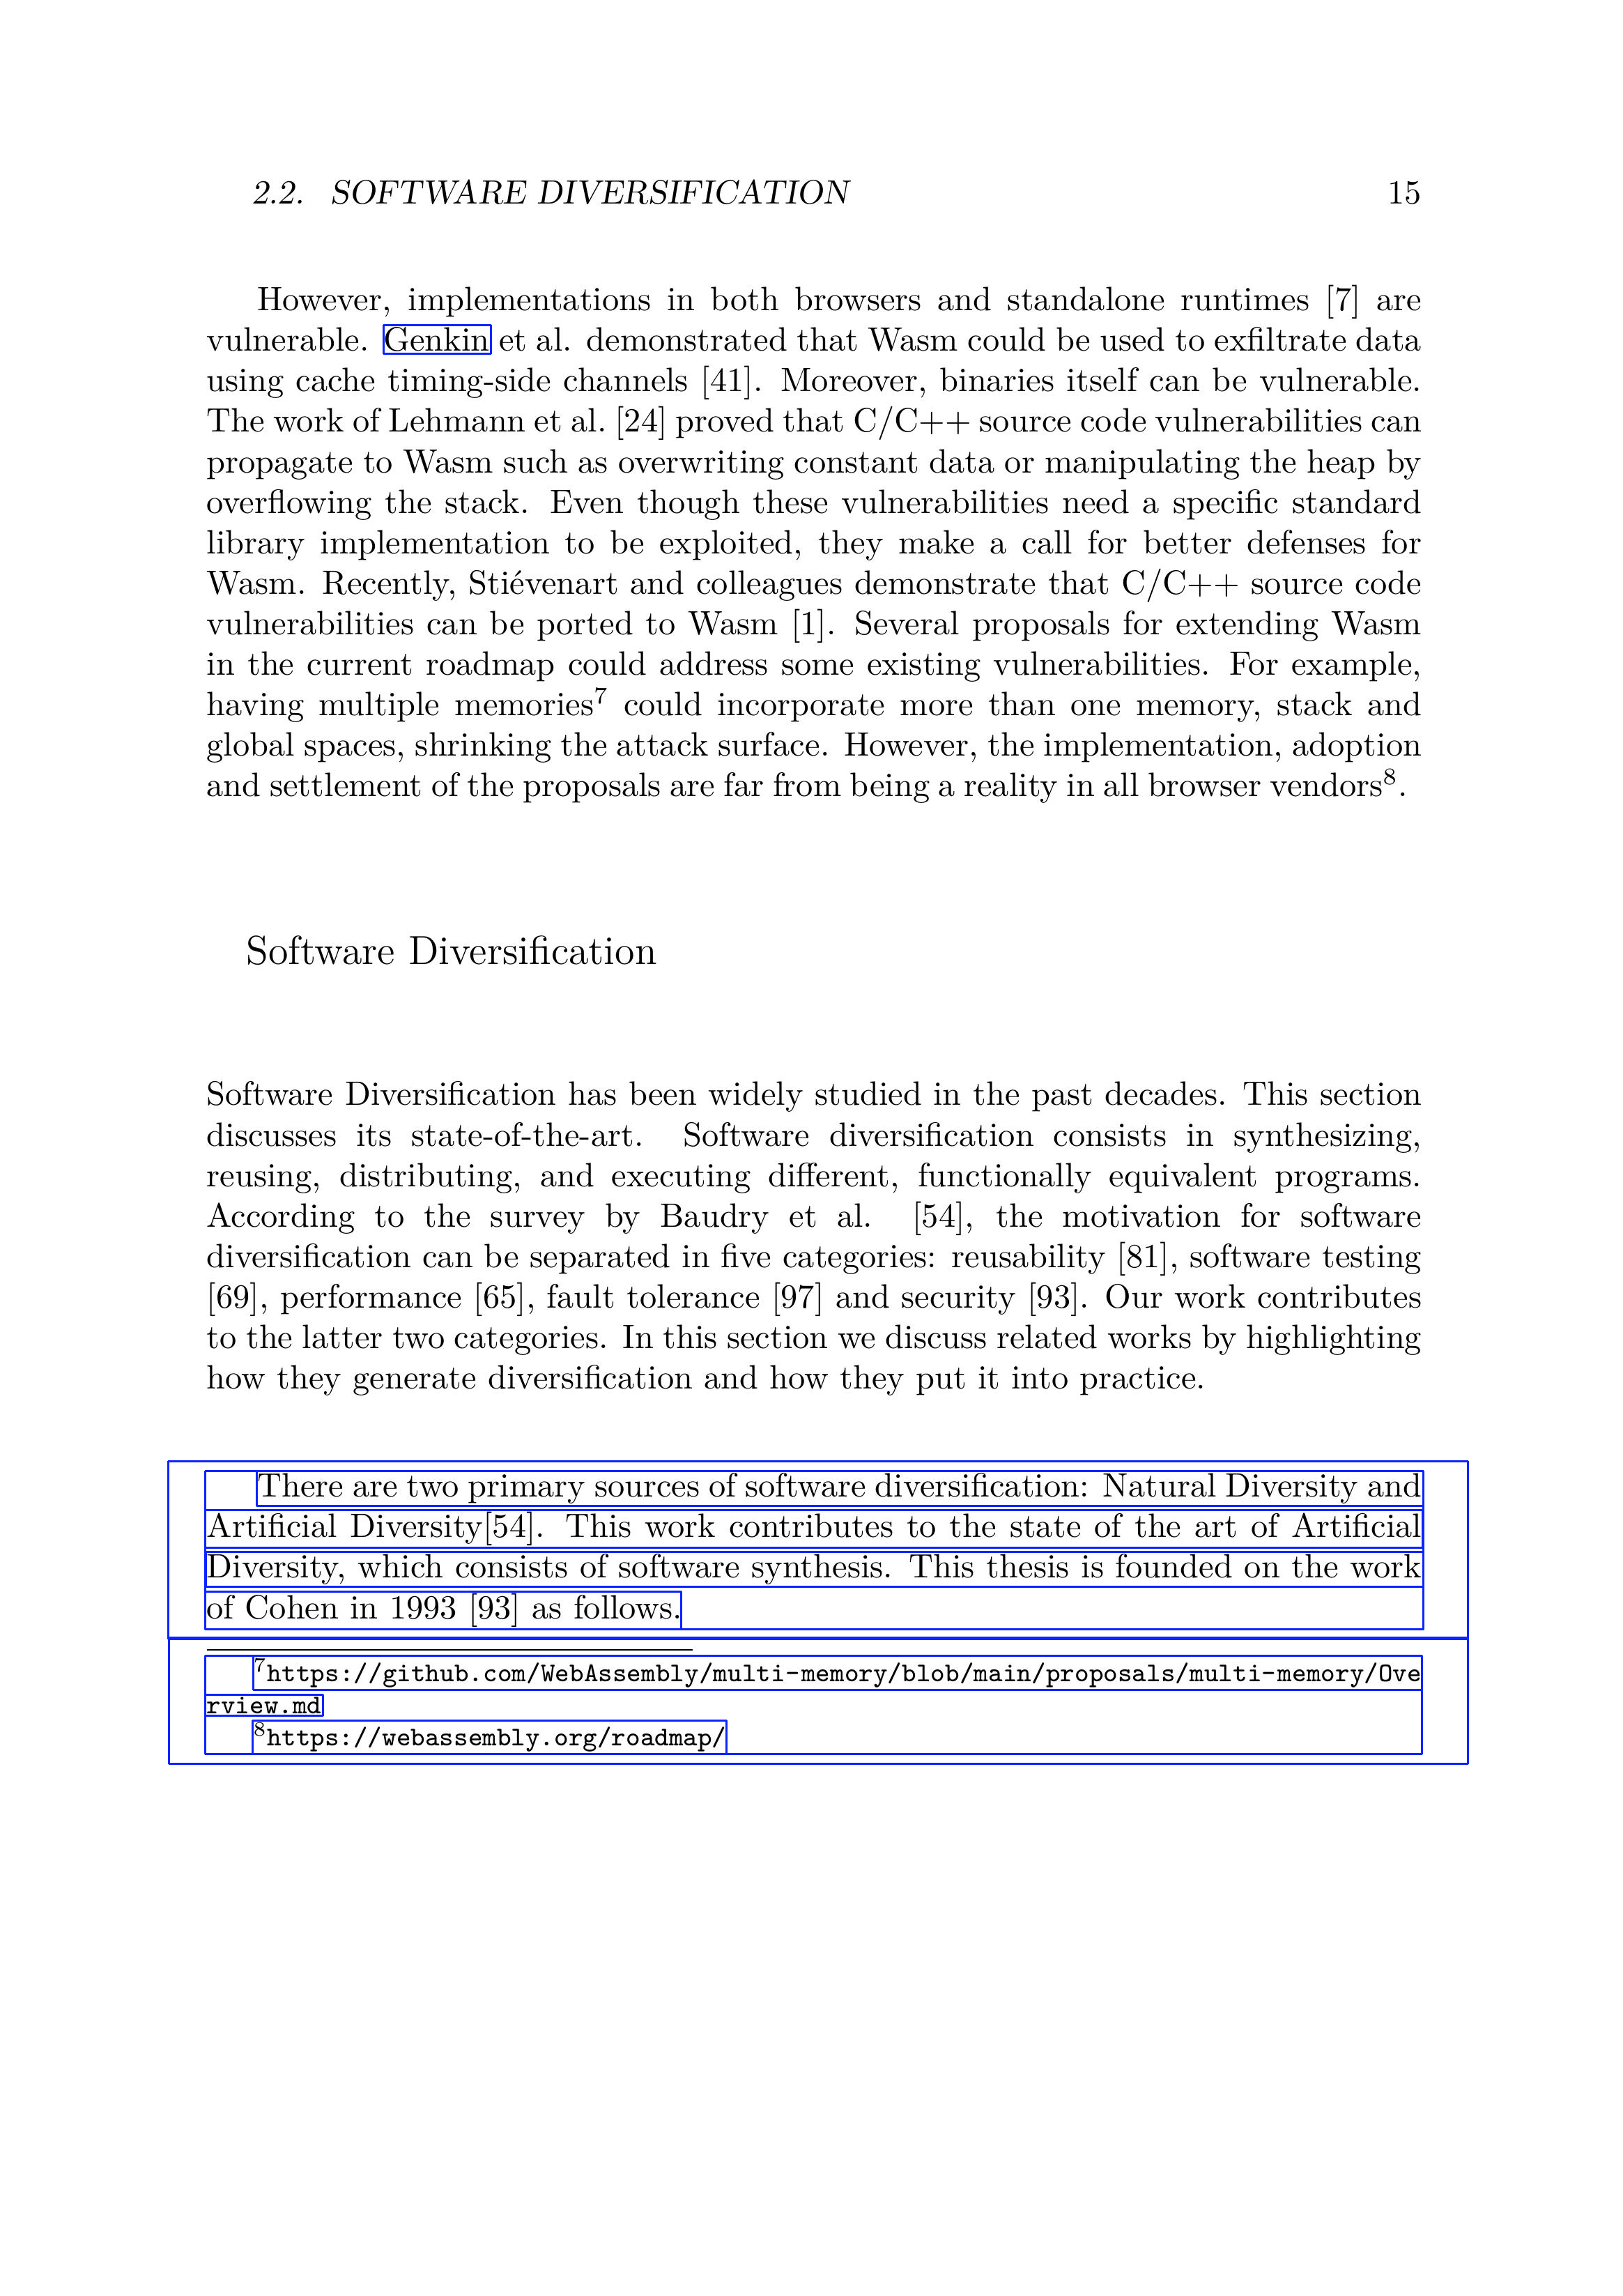 2.2. SOFTWARE DIVERSIFICATION 15
However, implementations in both browsers and standalone runtimes [7] are
vulnerable. Genkin et al. demonstrated that Wasm could be used to exfiltrate data
using cache timing-side channels [41]. Moreover, binaries itself can be vulnerable.
The work of Lehmann et al. [24] proved that C/C++ source code vulnerabilities can
propagate to Wasm such as overwriting constant data or manipulating the heap by
overflowing the stack. Even though these vulnerabilities need a specific standard
library implementation to be exploited, they make a call for better defenses for
Wasm. Recently, Stiévenart and colleagues demonstrate that C/C++ source code
vulnerabilities can be ported to Wasm [1]. Several proposals for extending Wasm
in the current roadmap could address some existing vulnerabilities. For example,
having multiple memories⁷ could incorporate more than one memory, stack and
global spaces, shrinking the attack surface. However, the implementation, adoption
and settlement of the proposals are far from being a reality in all browser vendors⁸.
Software Diversification
Software Diversification has been widely studied in the past decades. This section
discusses its state-of-the-art. Software diversification consists in synthesizing,
reusing, distributing, and executing different, functionally equivalent programs.
According to the survey by Baudry et al. [54], the motivation for software
diversification can be separated in five categories: reusability [81], software testing
[69], performance [65], fault tolerance [97] and security [93]. Our work contributes
to the latter two categories. In this section we discuss related works by highlighting
how they generate diversification and how they put it into practice.
There are two primary sources of software diversification: Natural Diversity and
Artificial Diversity[54]. This work contributes to the state of the art of Artificial
Diversity, which consists of software synthesis. This thesis is founded on the work
of Cohen in 1993 [93] as follows.
⁷https://github.com/WebAssembly/multi-memory/blob/main/proposals/multi-memory/Ove
rview.md
⁸https://webassembly.org/roadmap/